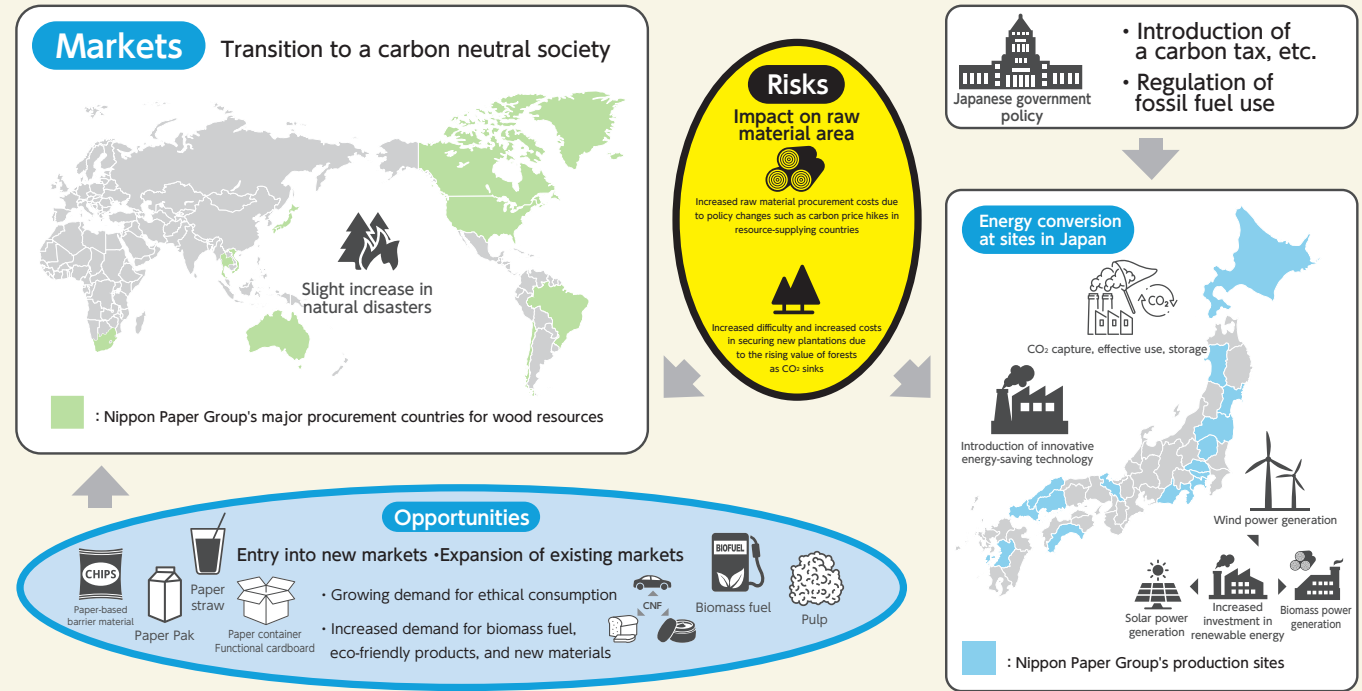 Markets
Transition to a carbon neutral society
Slight increase in
natural disasters
: Nippon Paper Group's major procurement countries for wood resources
Risks
Impact on raw
material area
Increased raw material procurement costs due
to policy changes such as carbon price hikes in
resource-supplying countries
Increased difficulty and increased costs
in securing new plantations due
to the rising value of forests
as CO₂ sinks
Japanese government
policy
・Introduction of
a carbon tax, etc.
・Regulation of
fossil fuel use
Energy conversion
at sites in Japan
CO₂
CO₂ capture, effective use, storage
Introduction of innovative
energy-saving technology
Wind power generation
Solar power
generation
Increased
investment in
renewable energy
Biomass power
generation
: Nippon Paper Group's production sites
Opportunities
Entry into new markets ・Expansion of existing markets
CHIPS
Paper-based
barrier material
Paper Pak
Paper
straw
Paper container
Functional cardboard
・Growing demand for ethical consumption
・Increased demand for biomass fuel,
eco-friendly products, and new materials
CNF
BIOFUEL
Biomass fuel
Pulp